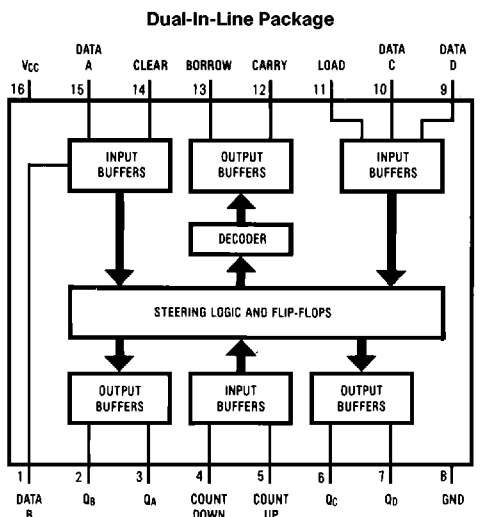 Dual-In-Line Package
DATA DATA DATA
VCC A CLEAR BORROW CARRY LOAD C D
16 15 14 13 12 11 10 9
INPUT BUFFERS
OUTPUT BUFFERS
INPUT BUFFERS
DECODER
STEERING LOGIC AND FLIP-FLOPS
OUTPUT BUFFERS
INPUT BUFFERS
OUTPUT BUFFERS
1 2 3 4 5 6 7 8
DATA QB QA COUNT COUNT QC QD GND
B DOWN UP